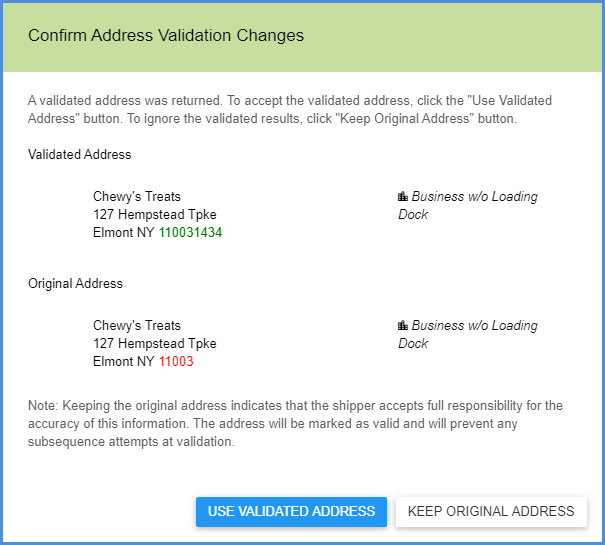 Confirm Address Validation Changes
A validated address was returned. To accept the validated address, click the "Use Validated
Address" button. To ignore the validated results, click "Keep Original Address" button.
Validated Address
Chewy's Treats
127 Hempstead Tpke
Elmont NY 110031434
Business w/o Loading
Dock
Original Address
Chewy's Treats
127 Hempstead Tpke
Elmont NY 11003
Business w/o Loading
Dock
Note: Keeping the original address indicates that the shipper accepts full responsibility for the
accuracy of this information. The address will be marked as valid and will prevent any
subsequence attempts at validation.
USE VALIDATED ADDRESS
KEEP ORIGINAL ADDRESS